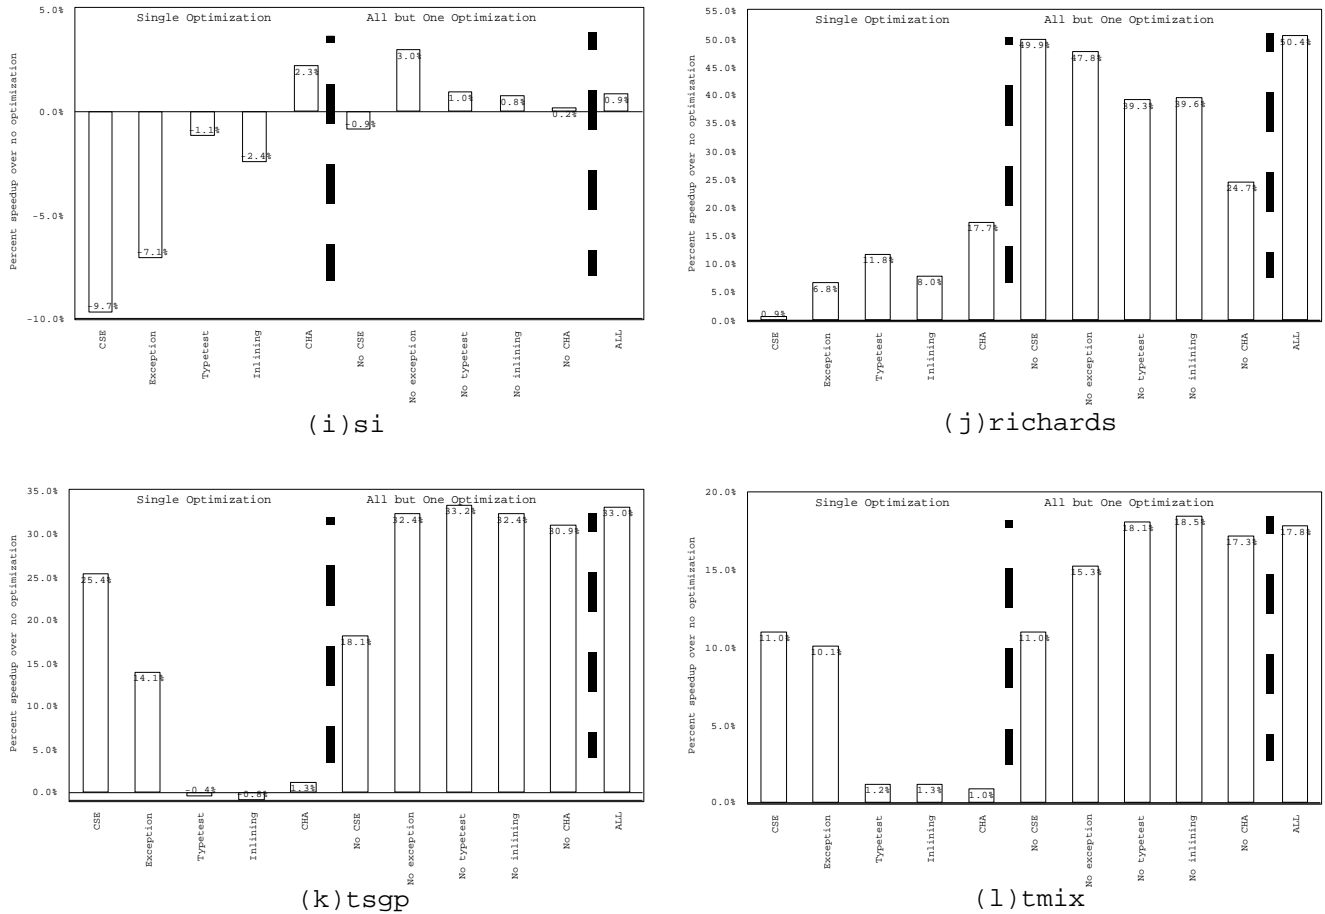 Single Optimization All but One Optimization
Percent speedup over no optimization
5.0%
0.0%
-5.0%
-10.0%
-9.7%
-7.1%
-1.1%
-2.4%
2.3%
-0.9%
3.0%
1.0%
0.8%
0.2%
0.9%
CSE
Exception
Typetest
Inlining
CHA
No CSE
No exception
No typetest
No inlining
No CHA
ALL
(i)si
Single Optimization All but One Optimization
Percent speedup over no optimization
55.0%
50.0%
45.0%
40.0%
35.0%
30.0%
25.0%
20.0%
15.0%
10.0%
5.0%
0.0%
0.9%
6.8%
11.8%
8.0%
17.7%
49.9%
47.8%
39.3%
39.6%
24.7%
50.4%
CSE
Exception
Typetest
Inlining
CHA
No CSE
No exception
No typetest
No inlining
No CHA
ALL
(j)richards
Single Optimization All but One Optimization
Percent speedup over no optimization
35.0%
30.0%
25.0%
20.0%
15.0%
10.0%
5.0%
0.0%
25.4%
14.1%
-0.4%
-0.8%
1.3%
18.1%
32.4%
33.2%
32.4%
30.9%
33.0%
CSE
Exception
Typetest
Inlining
CHA
No CSE
No exception
No typetest
No inlining
No CHA
ALL
(k)tsgp
Single Optimization All but One Optimization
Percent speedup over no optimization
20.0%
15.0%
10.0%
5.0%
0.0%
11.0%
10.1%
1.2%
1.3%
1.0%
11.0%
15.3%
18.1%
18.5%
17.3%
17.8%
CSE
Exception
Typetest
Inlining
CHA
No CSE
No exception
No typetest
No inlining
No CHA
ALL
(l)tmix